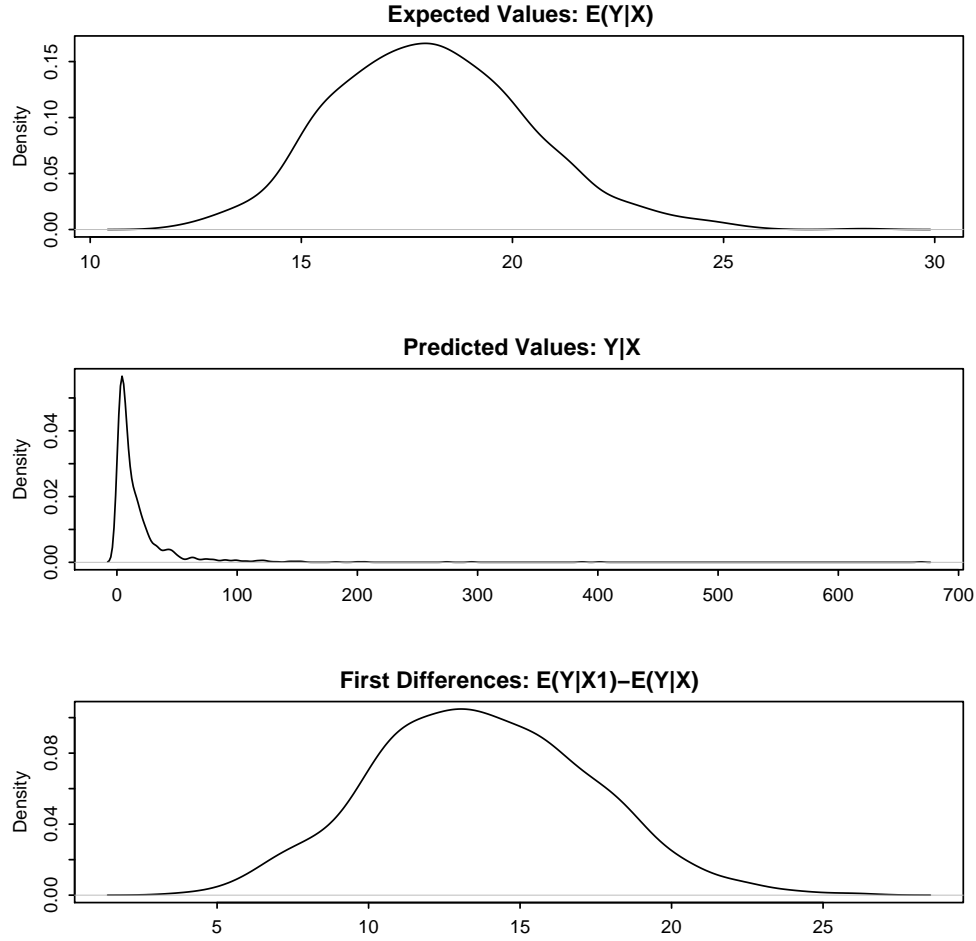 Expected Values: E(Y|X)
Density
0.00 0.05 0.10 0.15
10 15 20 25 30
Predicted Values: Y|X
Density
0.00 0.02 0.04
0 100 200 300 400 500 600 700
First Differences: E(Y|X1)−E(Y|X)
Density
0.00 0.04 0.08
5 10 15 20 25